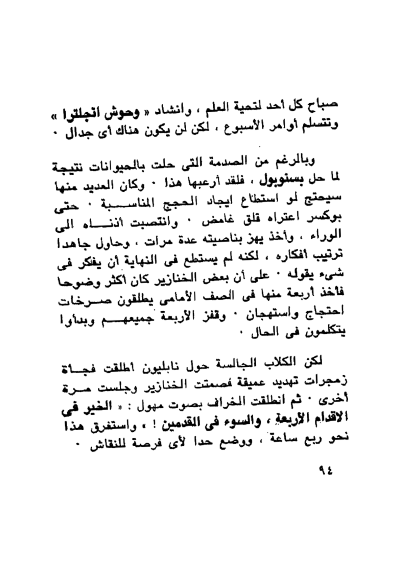 صباح كل أحد لتحية العلم ، وانشاد « وحوش انجلترا »
وتتسلم أوامر الأسبوع ، لكن لن يكون هناك أى جدال ٠
وبالرغم من الصدمة التى حلت بالحيوانات نتيجة
لما حل بسنوبول ، فلقد أرعبها هذا ٠ وكان العديد منها
سيحتج لو استطاع ايجاد الحجج المناسبة ٠ حتى
بوكسر اعتراه قلق غامض ٠ وانتصبت أذناه الى
الوراء ، وأخذ يهز بناصيته عدة مرات ، وحاول جاهدا
ترتيب أفكاره ، لكنه لم يستطع فى النهاية أن يفكر فى
شىء يقوله ٠ على أن بعض الخنازير كان أكثر وضوحا
فأخذ أربعة منها فى الصف الأمامى يطلقون صرخات
احتجاج واستهجان ٠ وقفز الأربعة جميعهم وبدأوا
يتكلمون فى الحال ٠
لكن الكلاب الجالسة حول نابليون أطلقت فجأة
زمجرات تهديد عميقة فصمتت الخنازير وجلست مرة
أخرى ٠ ثم انطلقت الخراف بصوت مهول : « الخير فى
الاقدام الأربعة ، والسوء فى القدمين ! » واستغرق هذا
نحو ربع ساعة ، ووضع حدا لأى فرصة للنقاش ٠
٩٤